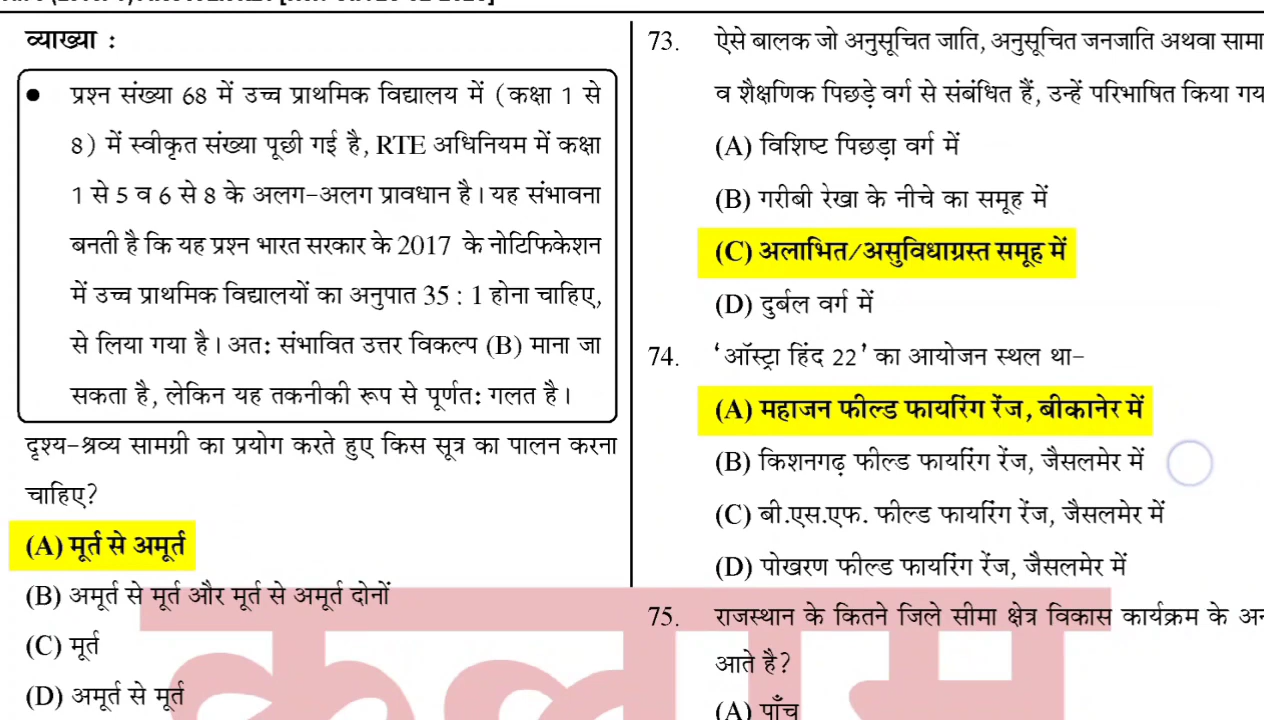 व्याख्या :
● प्रश्न संख्या 68 में उच्च प्राथमिक विद्यालय में (कक्षा 1 से
8) में स्वीकृत संख्या पूछी गई है, RTE अधिनियम में कक्षा
1 से 5 व 6 से 8 के अलग-अलग प्रावधान है। यह संभावना
बनती है कि यह प्रश्न भारत सरकार के 2017 के नोटिफिकेशन
में उच्च प्राथमिक विद्यालयों का अनुपात 35 : 1 होना चाहिए,
से लिया गया है। अत: संभावित उत्तर विकल्प (B) माना जा
सकता है, लेकिन यह तकनीकी रूप से पूर्णत: गलत है।
दृश्य-श्रव्य सामग्री का प्रयोग करते हुए किस सूत्र का पालन करना
चाहिए?
(A) मूर्त से अमूर्त
(B) अमूर्त से मूर्त और मूर्त से अमूर्त दोनों
(C) मूर्त
(D) अमूर्त से मूर्त
73. ऐसे बालक जो अनुसूचित जाति, अनुसूचित जनजाति अथवा सामा
व शैक्षणिक पिछड़े वर्ग से संबंधित हैं, उन्हें परिभाषित किया गय
(A) विशिष्ट पिछड़ा वर्ग में
(B) गरीबी रेखा के नीचे का समूह में
(C) अलाभित/असुविधाग्रस्त समूह में
(D) दुर्बल वर्ग में
74. 'ऑस्ट्रा हिंद 22' का आयोजन स्थल था-
(A) महाजन फील्ड फायरिंग रेंज, बीकानेर में
(B) किशनगढ़ फील्ड फायरिंग रेंज, जैसलमेर में
(C) बी.एस.एफ. फील्ड फायरिंग रेंज, जैसलमेर में
(D) पोखरण फील्ड फायरिंग रेंज, जैसलमेर में
75. राजस्थान के कितने जिले सीमा क्षेत्र विकास कार्यक्रम के अन
आते है?
(A) पाँच